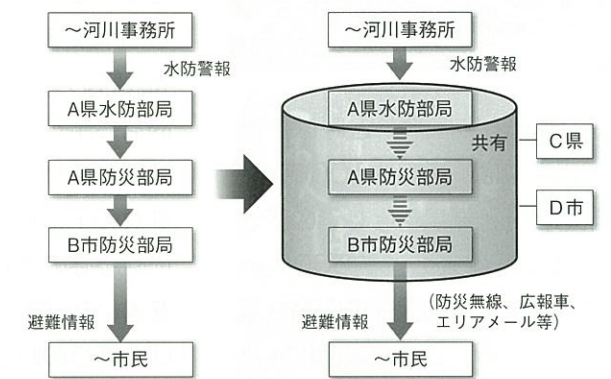 ～河川事務所
水防警報
A県水防部局
A県防災部局
B市防災部局
避難情報
～市民
～河川事務所
水防警報
A県水防部局
共有
C県
A県防災部局
D市
B市防災部局
避難情報
（防災無線、広報車、
エリアメール等）
～市民